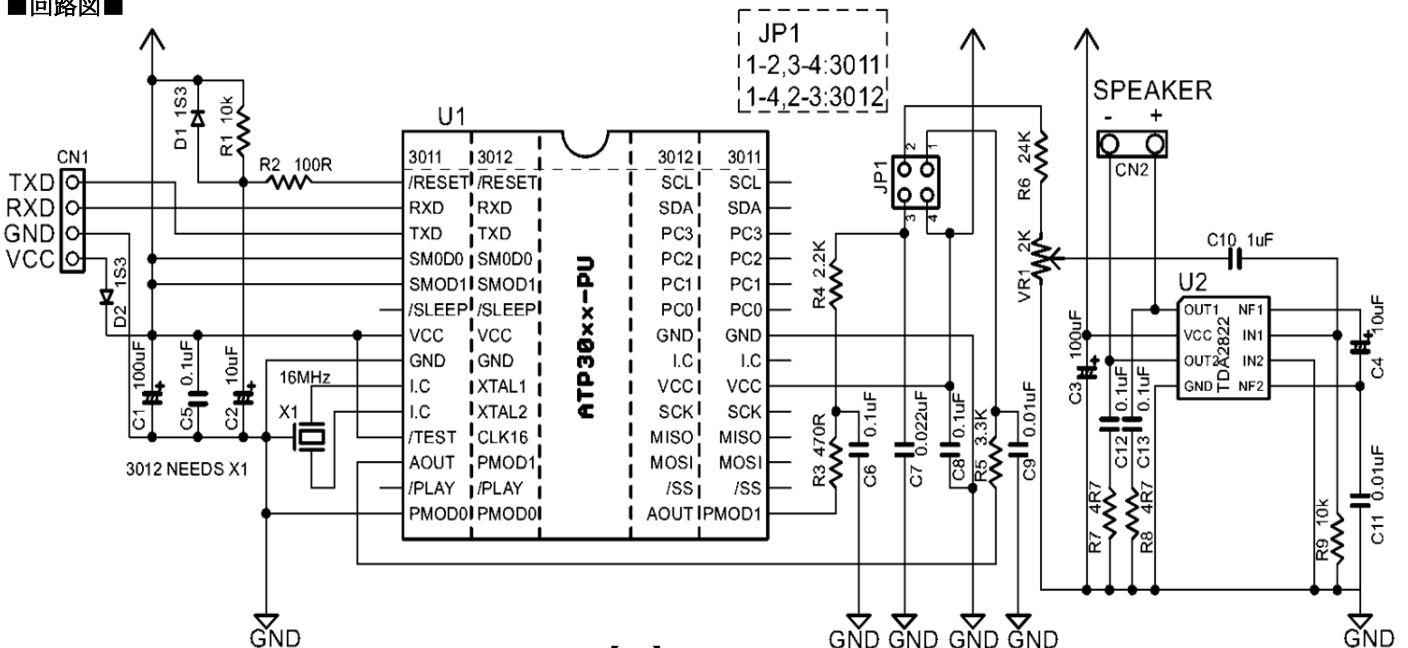 ■回路図■
JP1
1-2,3-4:3011
1-4,2-3:3012
SPEAKER
- +
CN2
CN1
TXD
RXD
GND
VCC
D1 1S3
R1 10k
R2 100R
D2 1S3
C1 100uF
C5 0.1uF
C2 10uF
16MHz
X1
3012 NEEDS X1
GND
U1
3011 3012 3012 3011
/RESET /RESET SCL SCL
RXD RXD SDA SDA
TXD TXD PC3 PC3
SM0D0 SM0D0 PC2 PC2
SMOD1 SMOD1 PC1 PC1
/SLEEP /SLEEP PC0 PC0
VCC VCC GND GND
GND GND I.C I.C
I.C XTAL1 VCC VCC
I.C XTAL2 SCK SCK
/TEST CLK16 MISO MISO
AOUT PMOD1 MOSI MOSI
/PLAY /PLAY /SS /SS
PMOD0 PMOD0 AOUT PMOD1
ATP30xx-PU
JP1
2 1
3 4
R4 2.2K
R3 470R
C6 0.1uF
C7 0.022uF
C8 0.1uF
R5 3.3K
C9 0.01uF
R6 24K
VR1 2K
GND GND GND GND
C10 1uF
U2
OUT1 NF1
VCC IN1
OUT2 IN2
GND NF2
TDA2822
C3 100uF
C12 0.1uF
C13 0.1uF
R7 4R7
R8 4R7
C4 10uF
C11 0.01uF
R9 10k
GND